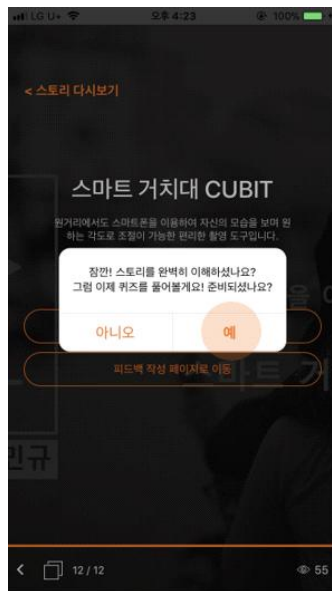 LG U+ 오후 4:23 100%
< 스토리 다시보기
스마트 거치대 CUBIT
원거리에서도 스마트폰을 이용하여 자신의 모습을 보며 원
하는 각도로 조절이 가능한 편리한 촬영 도구입니다.
잠깐! 스토리를 완벽히 이해하셨나요?
그럼 이제 퀴즈를 풀어볼게요! 준비되셨나요?
아니오 예
피드백 작성 페이지로 이동
민규
12 / 12 55